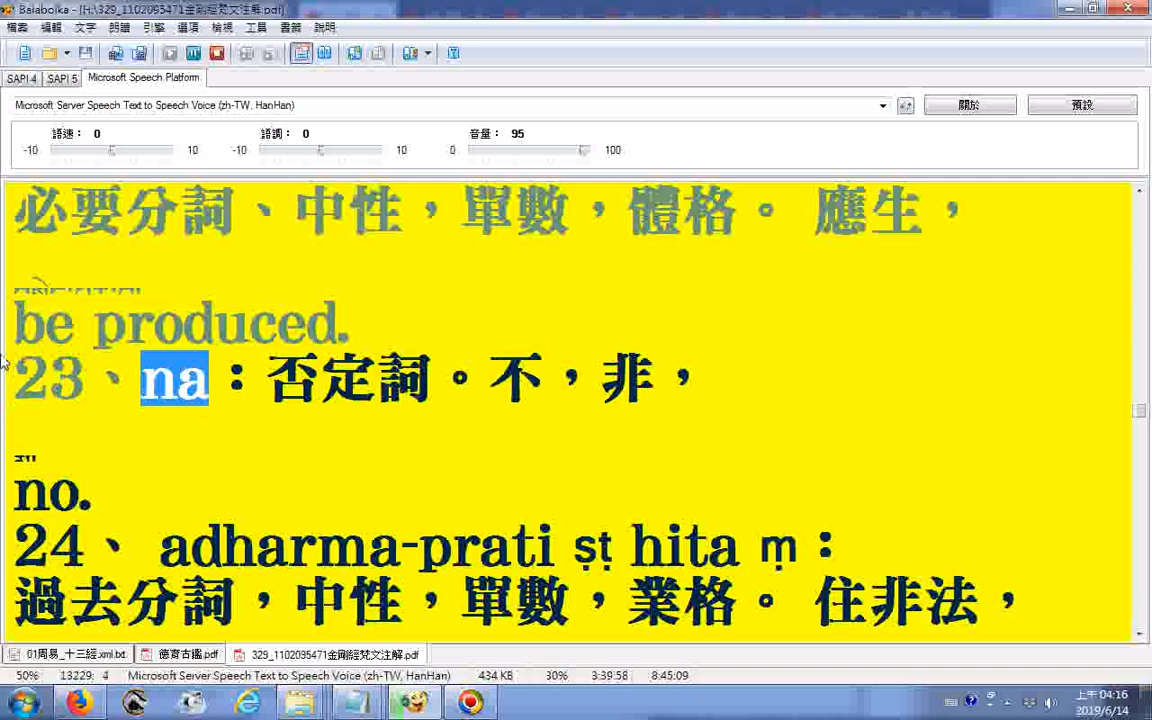 Balabolka - [H:\329_1102095471金剛經梵文注解.pdf]
檔案 編輯 文字 朗讀 引擎 選項 檢視 工具 書籤 說明
SAPI 4 SAPI 5 Microsoft Speech Platform
Microsoft Server Speech Text to Speech Voice (zh-TW, HanHan) 關於 預設
語速： 0 語調： 0 音量： 95
-10 10 -10 10 0 100
必要分詞、中性，單數，體格。 應生，
be produced.
23、na：否定詞。不，非，
no.
24、 adharma-prati ṣṭ hita ṃ：
過去分詞，中性，單數，業格。 住非法，
01周易_十三經.xml.txt 德育古鑑.pdf 329_1102095471金剛經梵文注解.pdf
50% 13229: 4 Microsoft Server Speech Text to Speech Voice (zh-TW, HanHan) 434 KB 30% 3:39:58 8:45:09
上午 04:16
2019/6/14